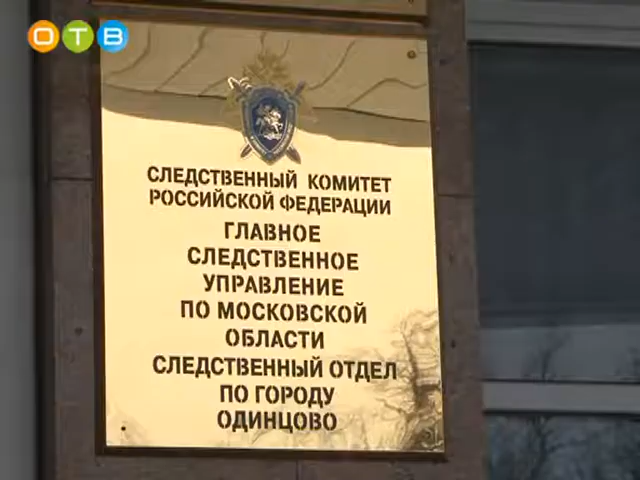 ОТВ
СЛЕДСТВЕННЫЙ КОМИТЕТ
РОССИЙСКОЙ ФЕДЕРАЦИИ
ГЛАВНОЕ
СЛЕДСТВЕННОЕ
УПРАВЛЕНИЕ
ПО МОСКОВСКОЙ
ОБЛАСТИ
СЛЕДСТВЕННЫЙ ОТДЕЛ
ПО ГОРОДУ
ОДИНЦОВО